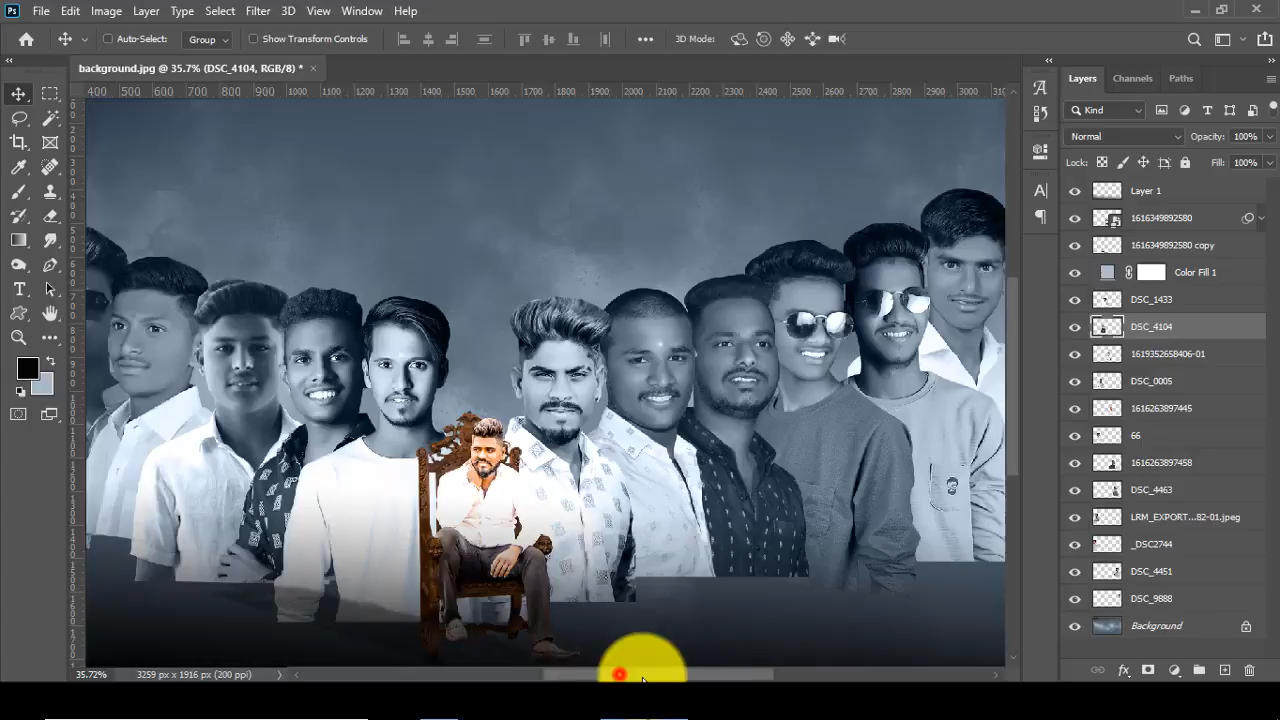 Ps File Edit Image Layer Type Select Filter 3D View Window Help
Auto-Select: Group Show Transform Controls 3D Mode:
background.jpg @ 35.7% (DSC_4104, RGB/8) *
400 500 600 700 800 900 1000 1100 1200 1300 1400 1500 1600 1700 1800 1900 2000 2100 2200 2300 2400 2500 2600 2700 2800 2900 3000
Layers Channels Paths
Kind
Normal Opacity: 100%
Lock: Fill: 100%
Layer 1
1616349892580
1616349892580 copy
Color Fill 1
DSC_1433
DSC_4104
1619352658406-01
DSC_0005
1616263897445
66
1616263897458
DSC_4463
LRM_EXPORT...82-01.jpeg
_DSC2744
DSC_4451
DSC_9888
Background
35.72% 3259 px x 1916 px (200 ppi)